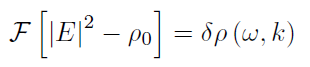 ℱ[|E|² − ρ₀] = δρ (ω, k)